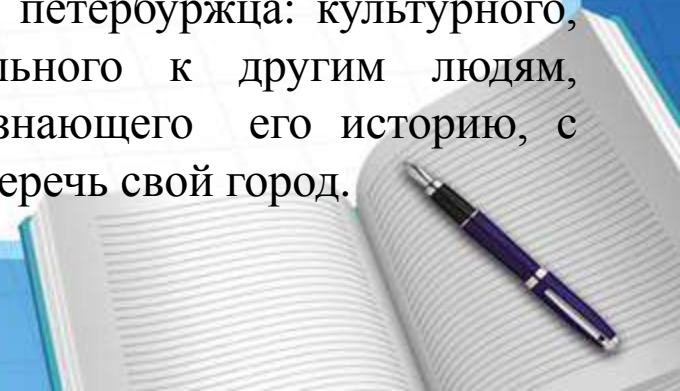 петербуржца: культурного,
льного к другим людям,
знающего его историю, с
еречь свой город.